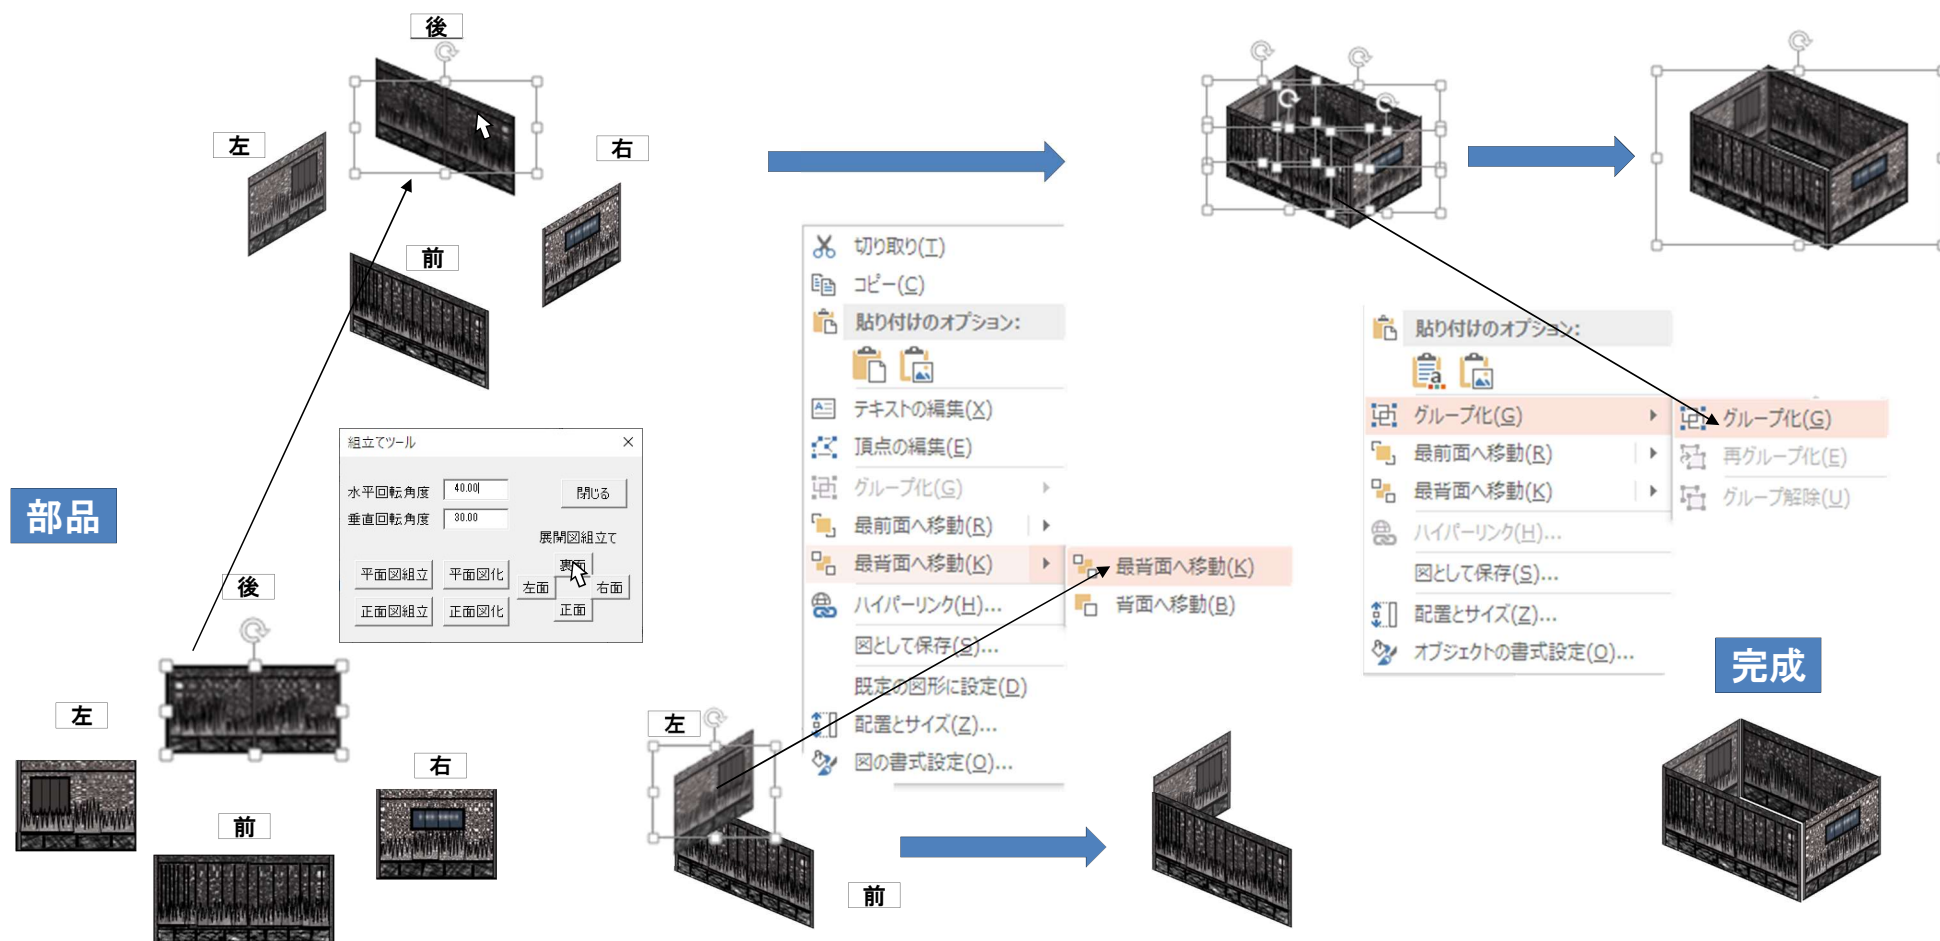 後
左
右
前
組立てツール
水平回転角度 40.00
閉じる
垂直回転角度 30.00
展開図組立て
平面図組立 平面図化
裏面
左面 右面
正面図組立 正面図化
正面
部品
後
左
右
前
切り取り(T)
コピー(C)
貼り付けのオプション:
テキストの編集(X)
頂点の編集(E)
グループ化(G)
最前面へ移動(R)
最背面へ移動(K)
ハイパーリンク(H)...
図として保存(S)...
既定の図形に設定(D)
配置とサイズ(Z)...
図の書式設定(O)...
最背面へ移動(K)
背面へ移動(B)
左
前
貼り付けのオプション:
グループ化(G)
最前面へ移動(R)
最背面へ移動(K)
ハイパーリンク(H)...
図として保存(S)...
配置とサイズ(Z)...
オブジェクトの書式設定(O)...
グループ化(G)
再グループ化(E)
グループ解除(U)
完成